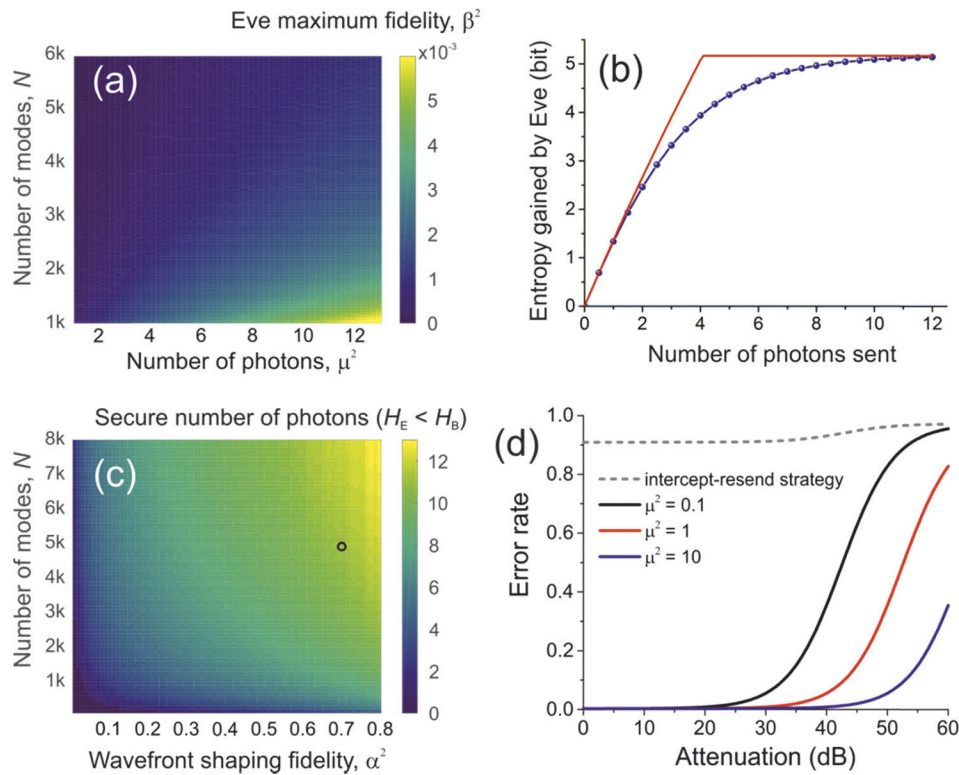 Eve maximum fidelity, β²
x10⁻³
(a)
6k
5k
4k
3k
2k
1k
Number of modes, N
2 4 6 8 10 12
Number of photons, μ²
5
4
3
2
1
0
(b)
Entropy gained by Eve (bit)
5
4
3
2
1
0
0 2 4 6 8 10 12
Number of photons sent
Secure number of photons (H_E < H_B)
(c)
8k
7k
6k
5k
4k
3k
2k
1k
Number of modes, N
0.1 0.2 0.3 0.4 0.5 0.6 0.7 0.8
Wavefront shaping fidelity, α²
12
10
8
6
4
2
0
(d)
Error rate
1.0
0.8
0.6
0.4
0.2
0.0
intercept-resend strategy
μ² = 0.1
μ² = 1
μ² = 10
0 10 20 30 40 50 60
Attenuation (dB)